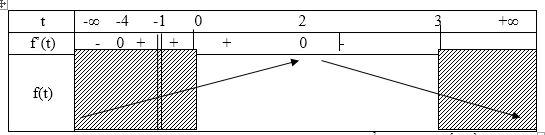 t -∞ -4 -1 0 2 3 +∞
f'(t) - 0 + + + 0 -
f(t)